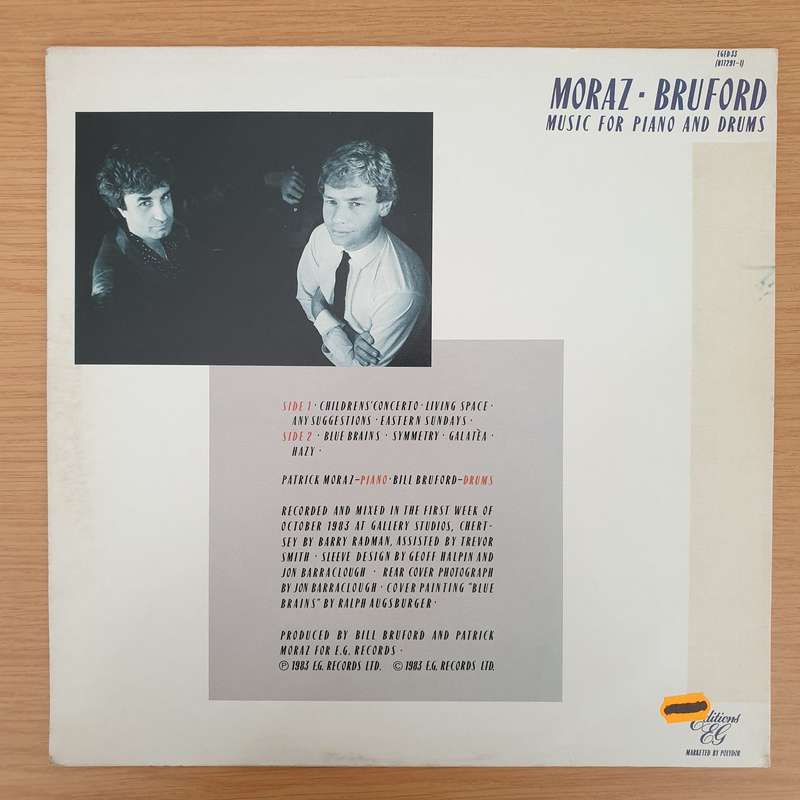 EGED 33
(817291-1)
MORAZ · BRUFORD
MUSIC FOR PIANO AND DRUMS
SIDE 1 · CHILDRENS' CONCERTO · LIVING SPACE ·
ANY SUGGESTIONS · EASTERN SUNDAYS ·
SIDE 2 · BLUE BRAINS · SYMMETRY · GALATÈA ·
HAZY ·
PATRICK MORAZ–PIANO · BILL BRUFORD–DRUMS
RECORDED AND MIXED IN THE FIRST WEEK OF
OCTOBER 1983 AT GALLERY STUDIOS, CHERT-
SEY BY BARRY RADMAN, ASSISTED BY TREVOR
SMITH · SLEEVE DESIGN BY GEOFF HALPIN AND
JON BARRACLOUGH · REAR COVER PHOTOGRAPH
BY JON BARRACLOUGH · COVER PAINTING "BLUE
BRAINS" BY RALPH AUGSBURGER ·
PRODUCED BY BILL BRUFORD AND PATRICK
MORAZ FOR E.G. RECORDS ·
℗ 1983 E.G. RECORDS LTD. © 1983 E.G. RECORDS LTD.
Editions
EG
MARKETED BY POLYDOR